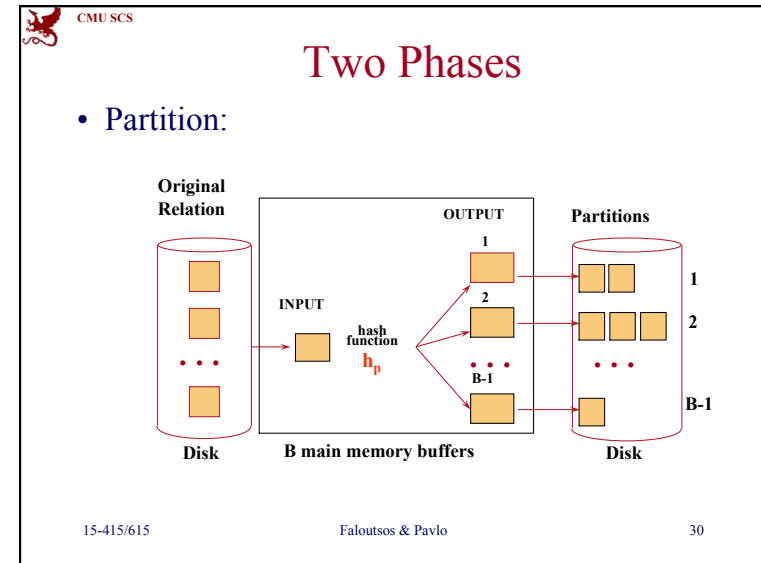 CMU SCS
Two Phases
• Partition:
Original
Relation
OUTPUT
Partitions
1
1
INPUT
2
2
hash
function
hp
• • •
• • •
• • •
B-1
B-1
Disk
B main memory buffers
Disk
15-415/615
Faloutsos & Pavlo
30